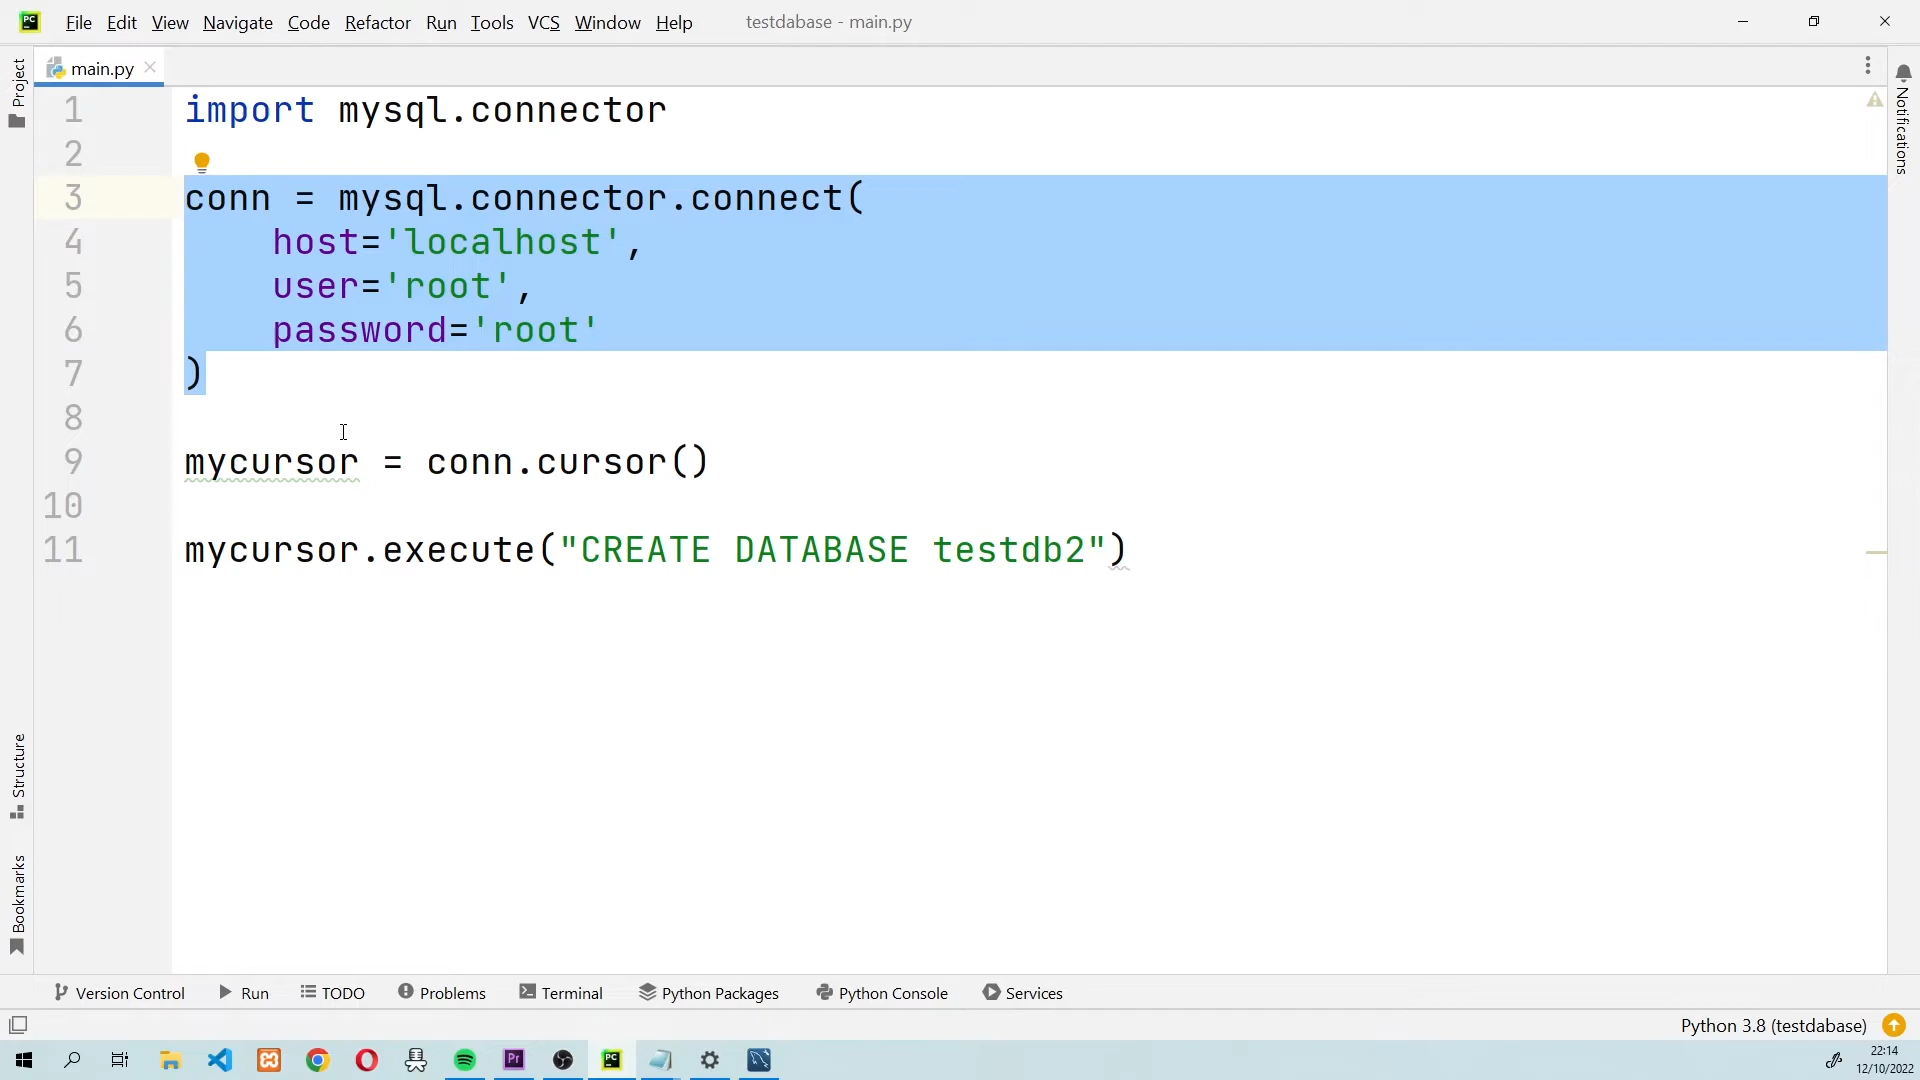 File Edit View Navigate Code Refactor Run Tools VCS Window Help testdabase - main.py
main.py
Project
Notifications
1 import mysql.connector
2
3 conn = mysql.connector.connect(
4 host='localhost',
5 user='root',
6 password='root'
7 )
8
9 mycursor = conn.cursor()
10
11 mycursor.execute("CREATE DATABASE testdb2")
Structure
Bookmarks
Version Control Run TODO Problems Terminal Python Packages Python Console Services
Python 3.8 (testdabase)
22:14
12/10/2022